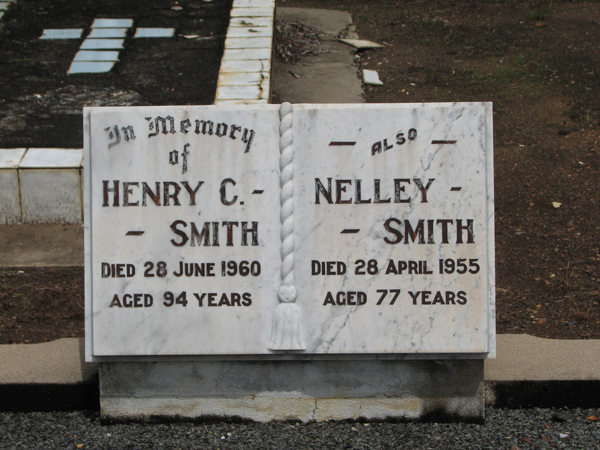 In Memory
of
HENRY C. -
- SMITH
DIED 28 JUNE 1960
AGED 94 YEARS
- ALSO -
NELLEY -
- SMITH
DIED 28 APRIL 1955
AGED 77 YEARS